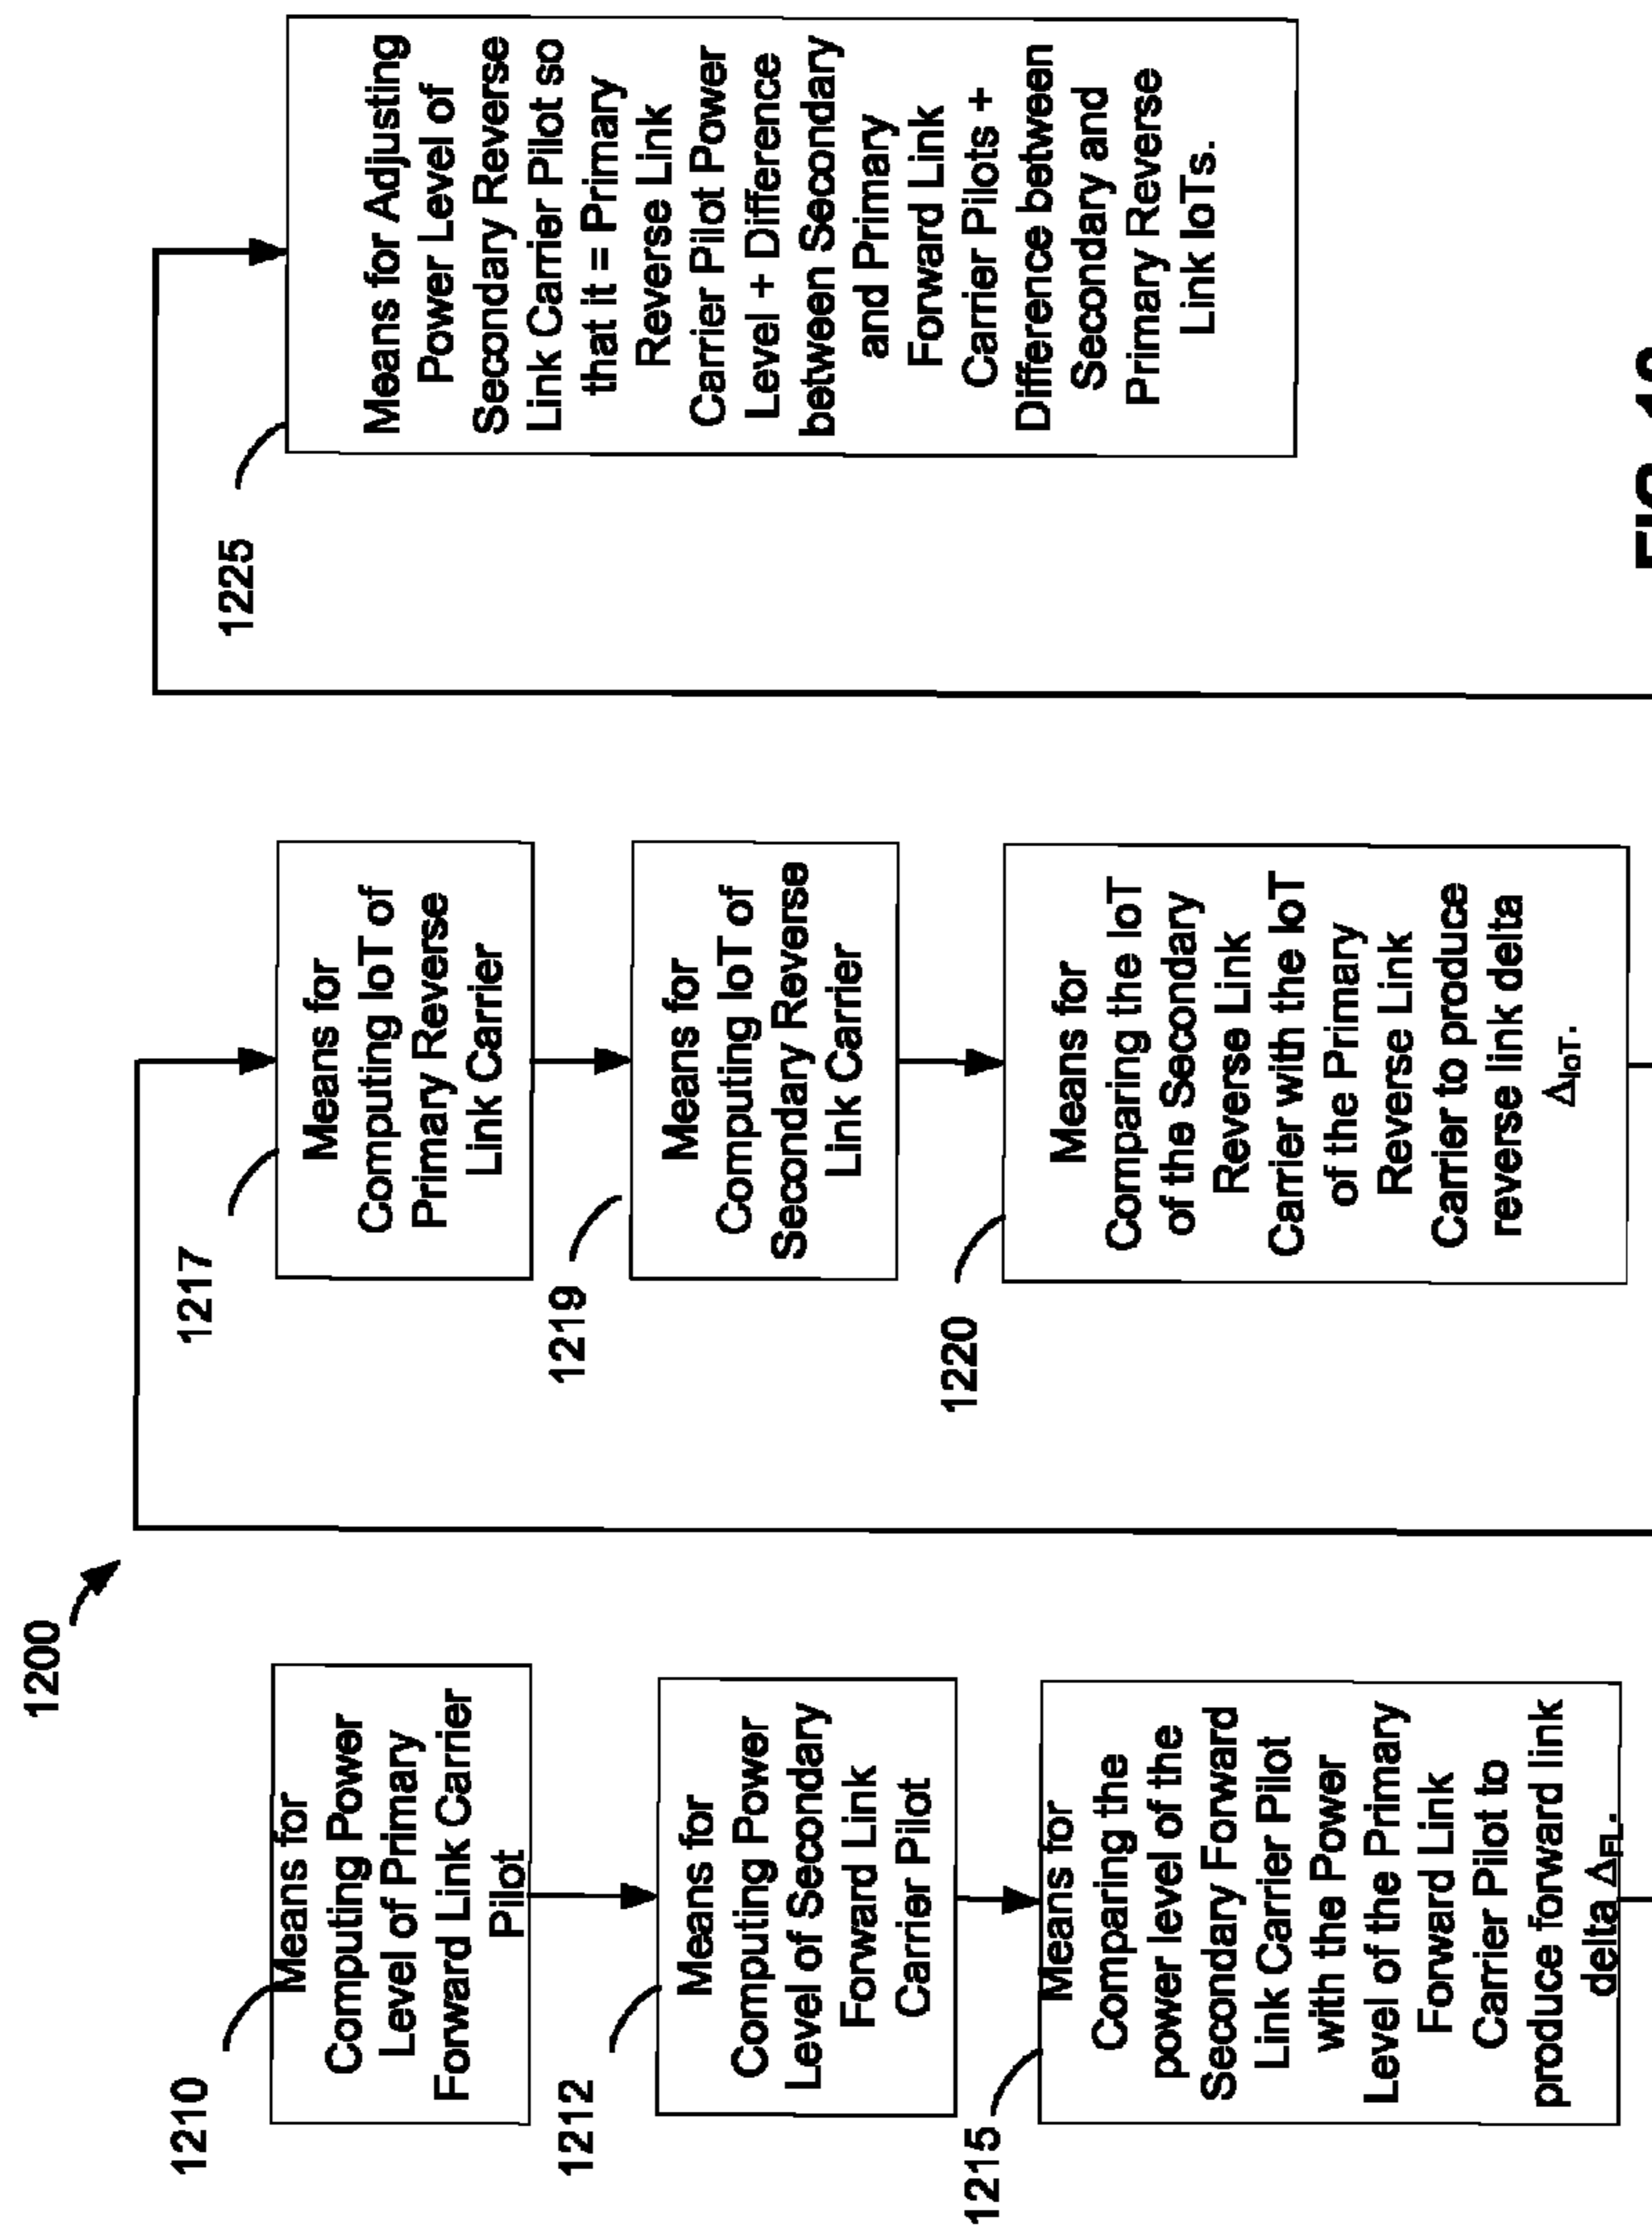 1200
1210
Means for
Computing Power
Level of Primary
Forward Link Carrier
Pilot
1212
Means for
Computing Power
Level of Secondary
Forward Link
Carrier Pilot
1215
Means for
Comparing the
power level of the
Secondary Forward
Link Carrier Pilot
with the Power
Level of the Primary
Forward Link
Carrier Pilot to
produce forward link
delta ΔFL.
1217
Means for
Computing IoT of
Primary Reverse
Link Carrier
1219
Means for
Computing IoT of
Secondary Reverse
Link Carrier
1220
Means for
Comparing the IoT
of the Secondary
Reverse Link
Carrier with the IoT
of the Primary
Reverse Link
Carrier to produce
reverse link delta
ΔIoT.
1225
Means for Adjusting
Power Level of
Secondary Reverse
Link Carrier Pilot so
that it = Primary
Reverse Link
Carrier Pilot Power
Level + Difference
between Secondary
and Primary
Forward Link
Carrier Pilots +
Difference between
Secondary and
Primary Reverse
Link IoTs.